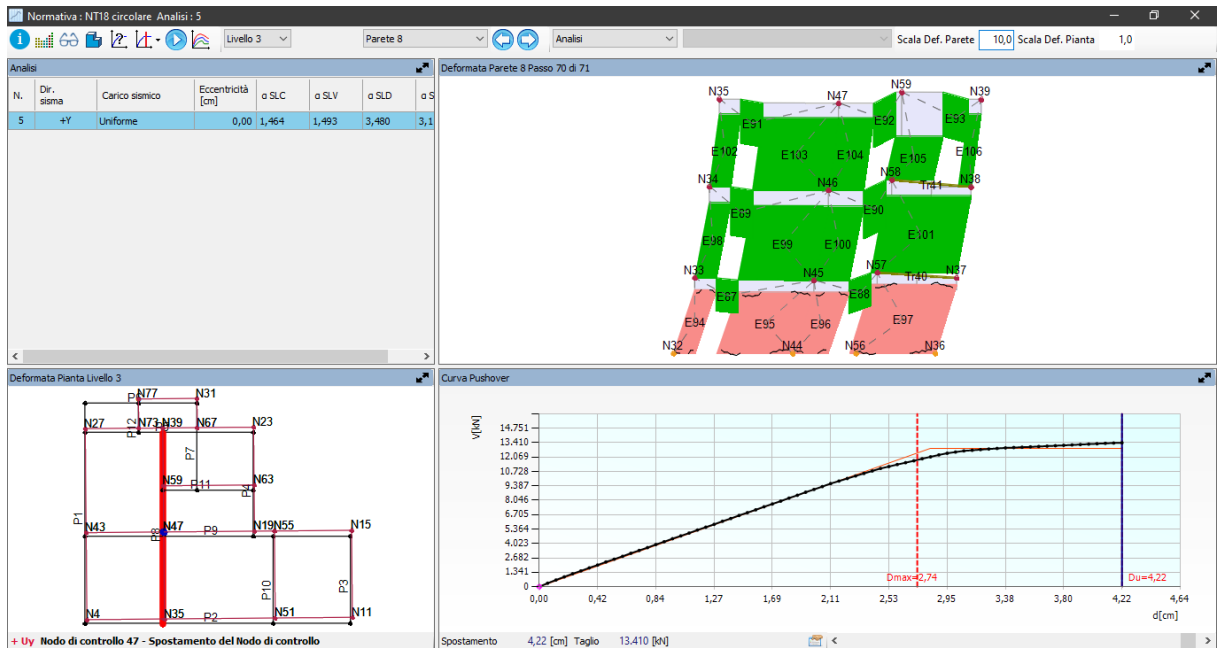 Normativa : NT18 circolare Analisi : 5
Livello 3
Parete 8
Analisi
Scala Def. Parete 10,0 Scala Def. Pianta 1,0
Analisi
N. Dir. sisma Carico sismico Eccentricità [cm] α SLC α SLV α SLD α S
5 +Y Uniforme 0,00 1,464 1,493 3,480 3,1
Deformata Parete 8 Passo 70 di 71
N35 N47 N59 N39
E91 E92 E93
E102 E103 E104 E105 E106
N34 N46 N58 Tr41 N38
E89 E90
E98 E99 E100 E101
N33 N45 N57 Tr40 N37
E87 E88
E94 E95 E96 E97
N32 N44 N56 N36
Deformata Pianta Livello 3
N77 N31
N27 N73 N39 N67 N23
P12 P7
N59 P11 N63
P4
P1
N43 N47 P9 N19 N55 N15
P8
P10 P3
N4 N35 P2 N51 N11
+ Uy Nodo di controllo 47 - Spostamento del Nodo di controllo
Curva Pushover
V[kN]
14.751
13.410
12.069
10.728
9.387
8.046
6.705
5.364
4.023
2.682
1.341
0
Dmax=2,74
Du=4,22
0,00 0,42 0,84 1,27 1,69 2,11 2,53 2,95 3,38 3,80 4,22 4,64
d[cm]
Spostamento 4,22 [cm] Taglio 13.410 [kN]